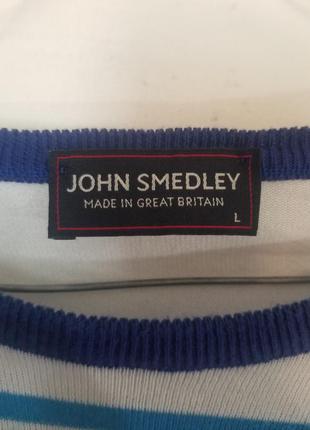 JOHN SMEDLEY
MADE IN GREAT BRITAIN
L